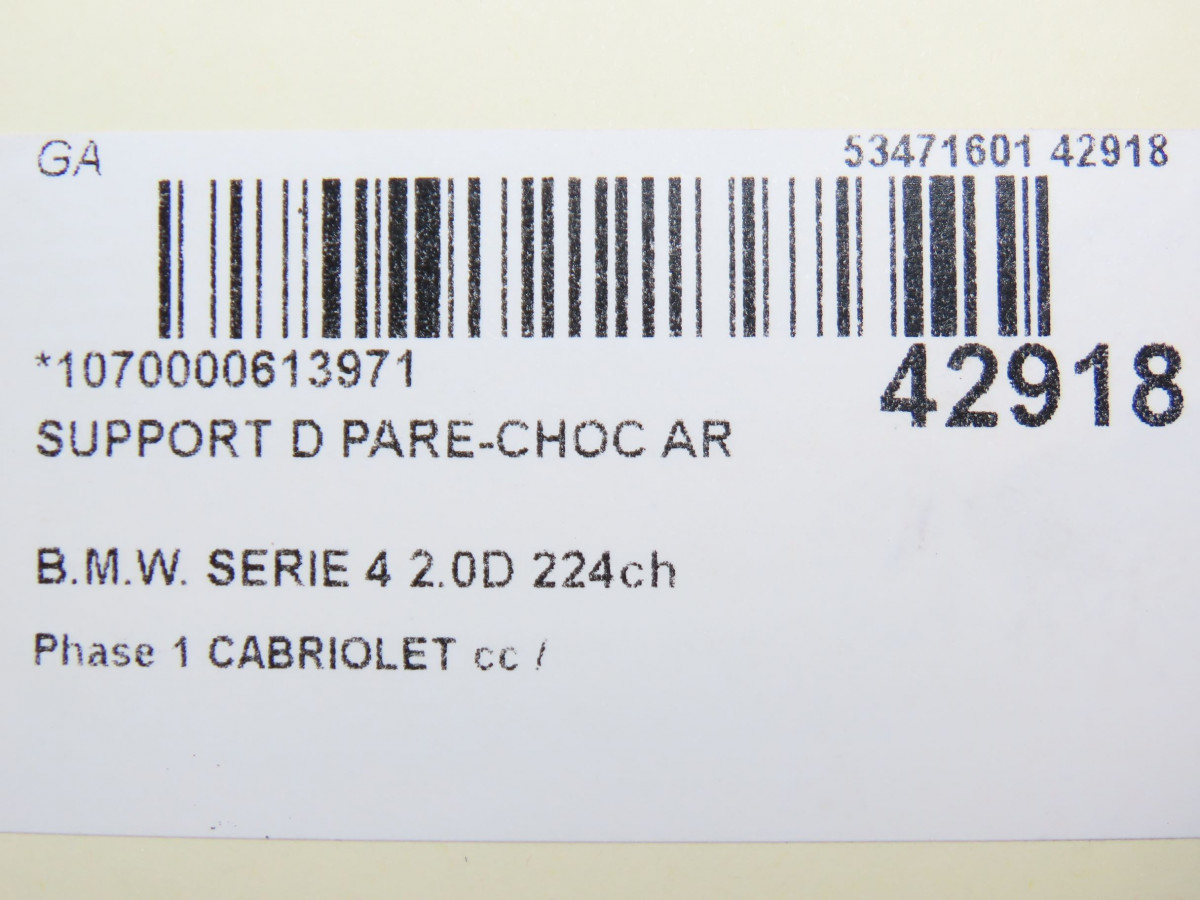 GA 53471601 42918
*1070000613971
42918
SUPPORT D PARE-CHOC AR
B.M.W. SERIE 4 2.0D 224ch
Phase 1 CABRIOLET cc /